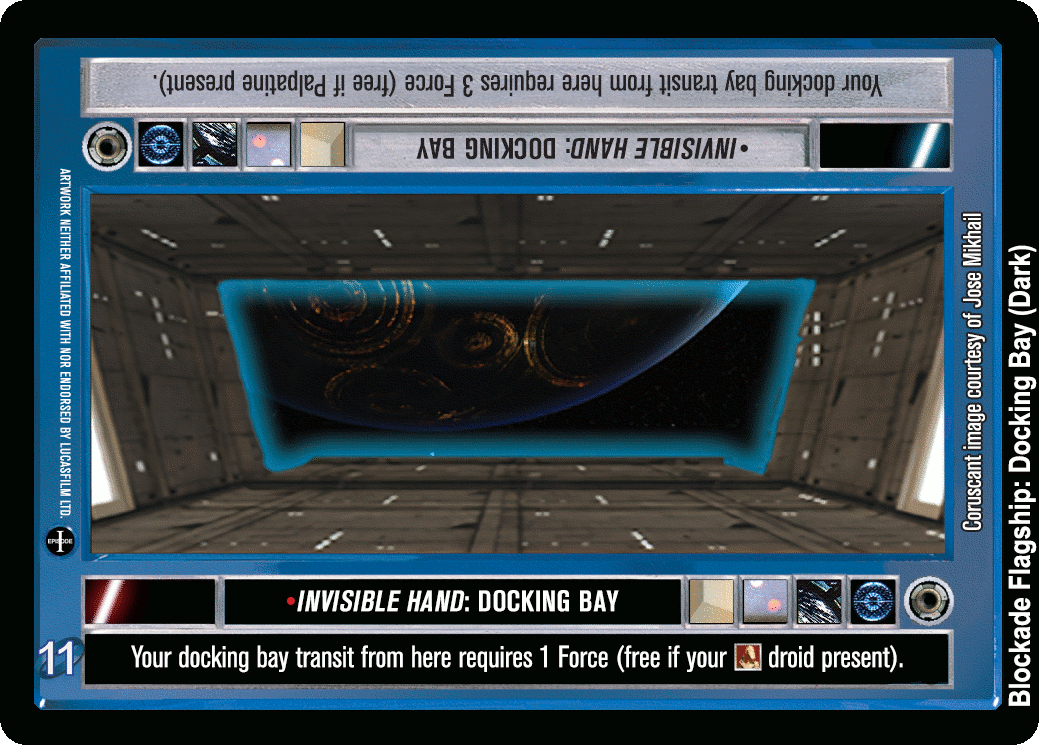 Your docking bay transit from here requires 3 Force (free if Palpatine present).
•INVISIBLE HAND: DOCKING BAY
ARTWORK NEITHER AFFILIATED WITH NOR ENDORSED BY LUCASFILM LTD.
EPISODE I
Coruscant image courtesy of Jose Mikhail
Blockade Flagship: Docking Bay (Dark)
•INVISIBLE HAND: DOCKING BAY
11
Your docking bay transit from here requires 1 Force (free if your droid present).